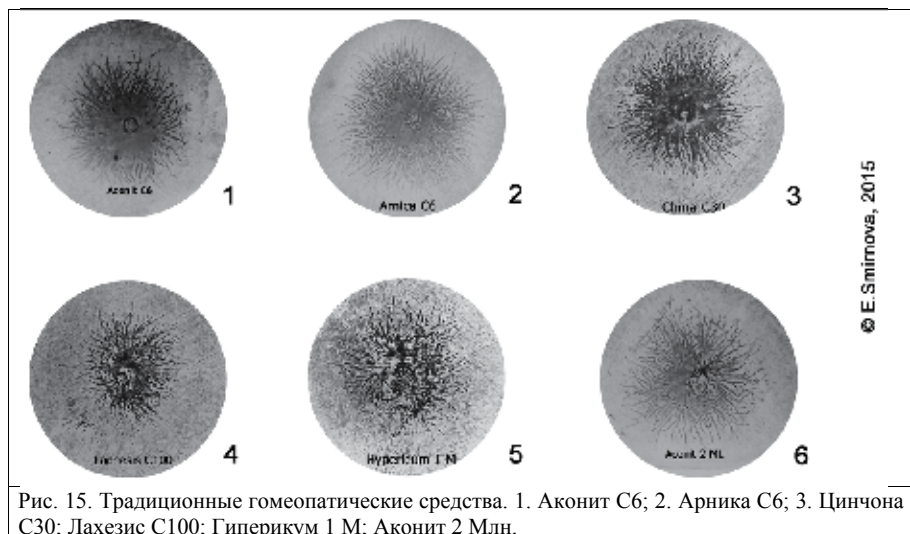 Aconit C6
1
Arnica C6
2
China C30
3
© E.Smirnova, 2015
Lachesis C100
4
Hypericum 1 M
5
Aconit 2 ML
6
Рис. 15. Традиционные гомеопатические средства. 1. Аконит С6; 2. Арника С6; 3. Цинчона
С30; Лахезис С100; Гиперикум 1 М; Аконит 2 Млн.